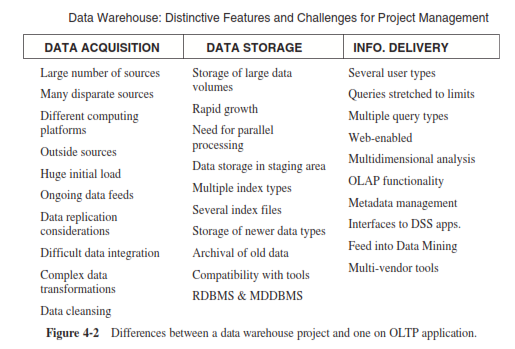 Data Warehouse: Distinctive Features and Challenges for Project Management
DATA ACQUISITION
Large number of sources
Many disparate sources
Different computing
platforms
Outside sources
Huge initial load
Ongoing data feeds
Data replication
considerations
Difficult data integration
Complex data
transformations
Data cleansing
DATA STORAGE
Storage of large data
volumes
Rapid growth
Need for parallel
processing
Data storage in staging area
Multiple index types
Several index files
Storage of newer data types
Archival of old data
Compatibility with tools
RDBMS & MDDBMS
INFO. DELIVERY
Several user types
Queries stretched to limits
Multiple query types
Web-enabled
Multidimensional analysis
OLAP functionality
Metadata management
Interfaces to DSS apps.
Feed into Data Mining
Multi-vendor tools
Figure 4-2 Differences between a data warehouse project and one on OLTP application.